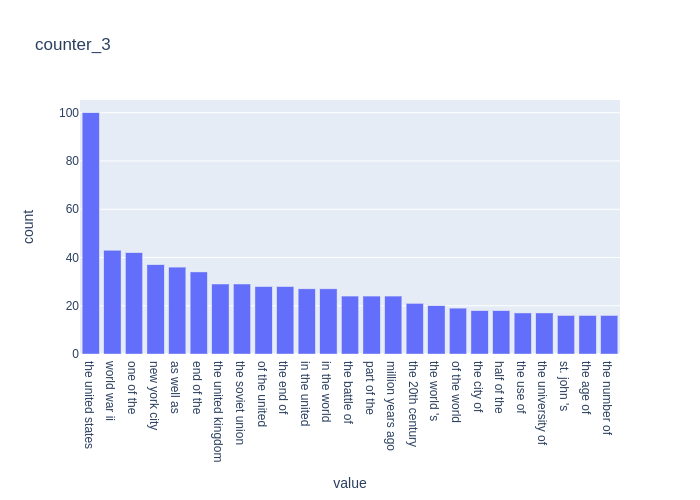 counter_3
count
100
80
60
40
20
0
the united states
world war ii
one of the
new york city
as well as
end of the
the united kingdom
the soviet union
of the united
the end of
in the united
in the world
the battle of
part of the
million years ago
the 20th century
the world 's
of the world
the city of
half of the
the use of
the university of
st. john 's
the age of
the number of
value